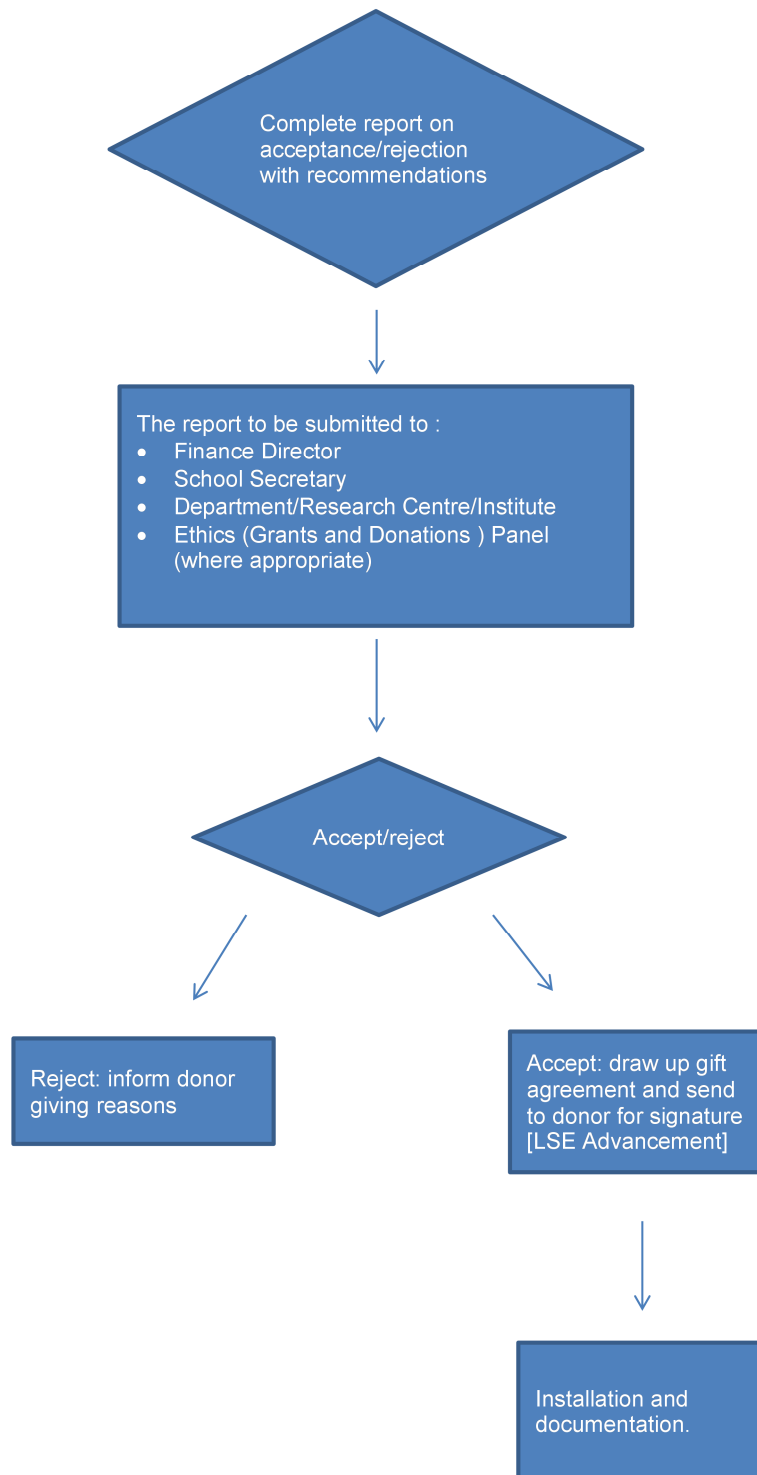 Complete report on
acceptance/rejection
with recommendations
The report to be submitted to :
• Finance Director
• School Secretary
• Department/Research Centre/Institute
• Ethics (Grants and Donations ) Panel
(where appropriate)
Accept/reject
Reject: inform donor
giving reasons
Accept: draw up gift
agreement and send
to donor for signature
[LSE Advancement]
Installation and
documentation.